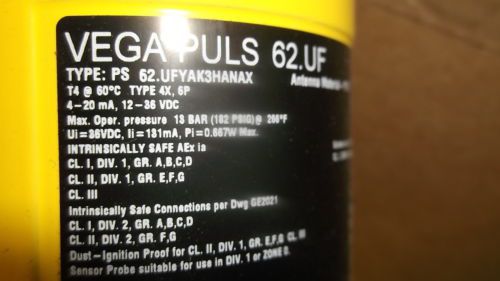 VEGA PULS 62.UF
TYPE: PS 62.UFYAK3HANAX
Antenna Material
T4 @ 60°C TYPE 4X, 6P
4-20 mA, 12-36 VDC
Max. Oper. pressure 13 BAR (182 PSIG)@ 266°F
Ui=36VDC, Ii=131mA, Pi=0.667W Max.
INTRINSICALLY SAFE AEx ia
CL. I, DIV. 1, GR. A,B,C,D
CL. II, DIV. 1, GR. E,F,G
CL. III
Intrinsically Safe Connections per Dwg GE2021
CL. I, DIV. 2, GR. A,B,C,D
CL. II, DIV. 2, GR. F,G
Dust-Ignition Proof for CL. II, DIV. 1, GR. E,F,G CL. III
Sensor Probe suitable for use in DIV. 1 or ZONE 0.